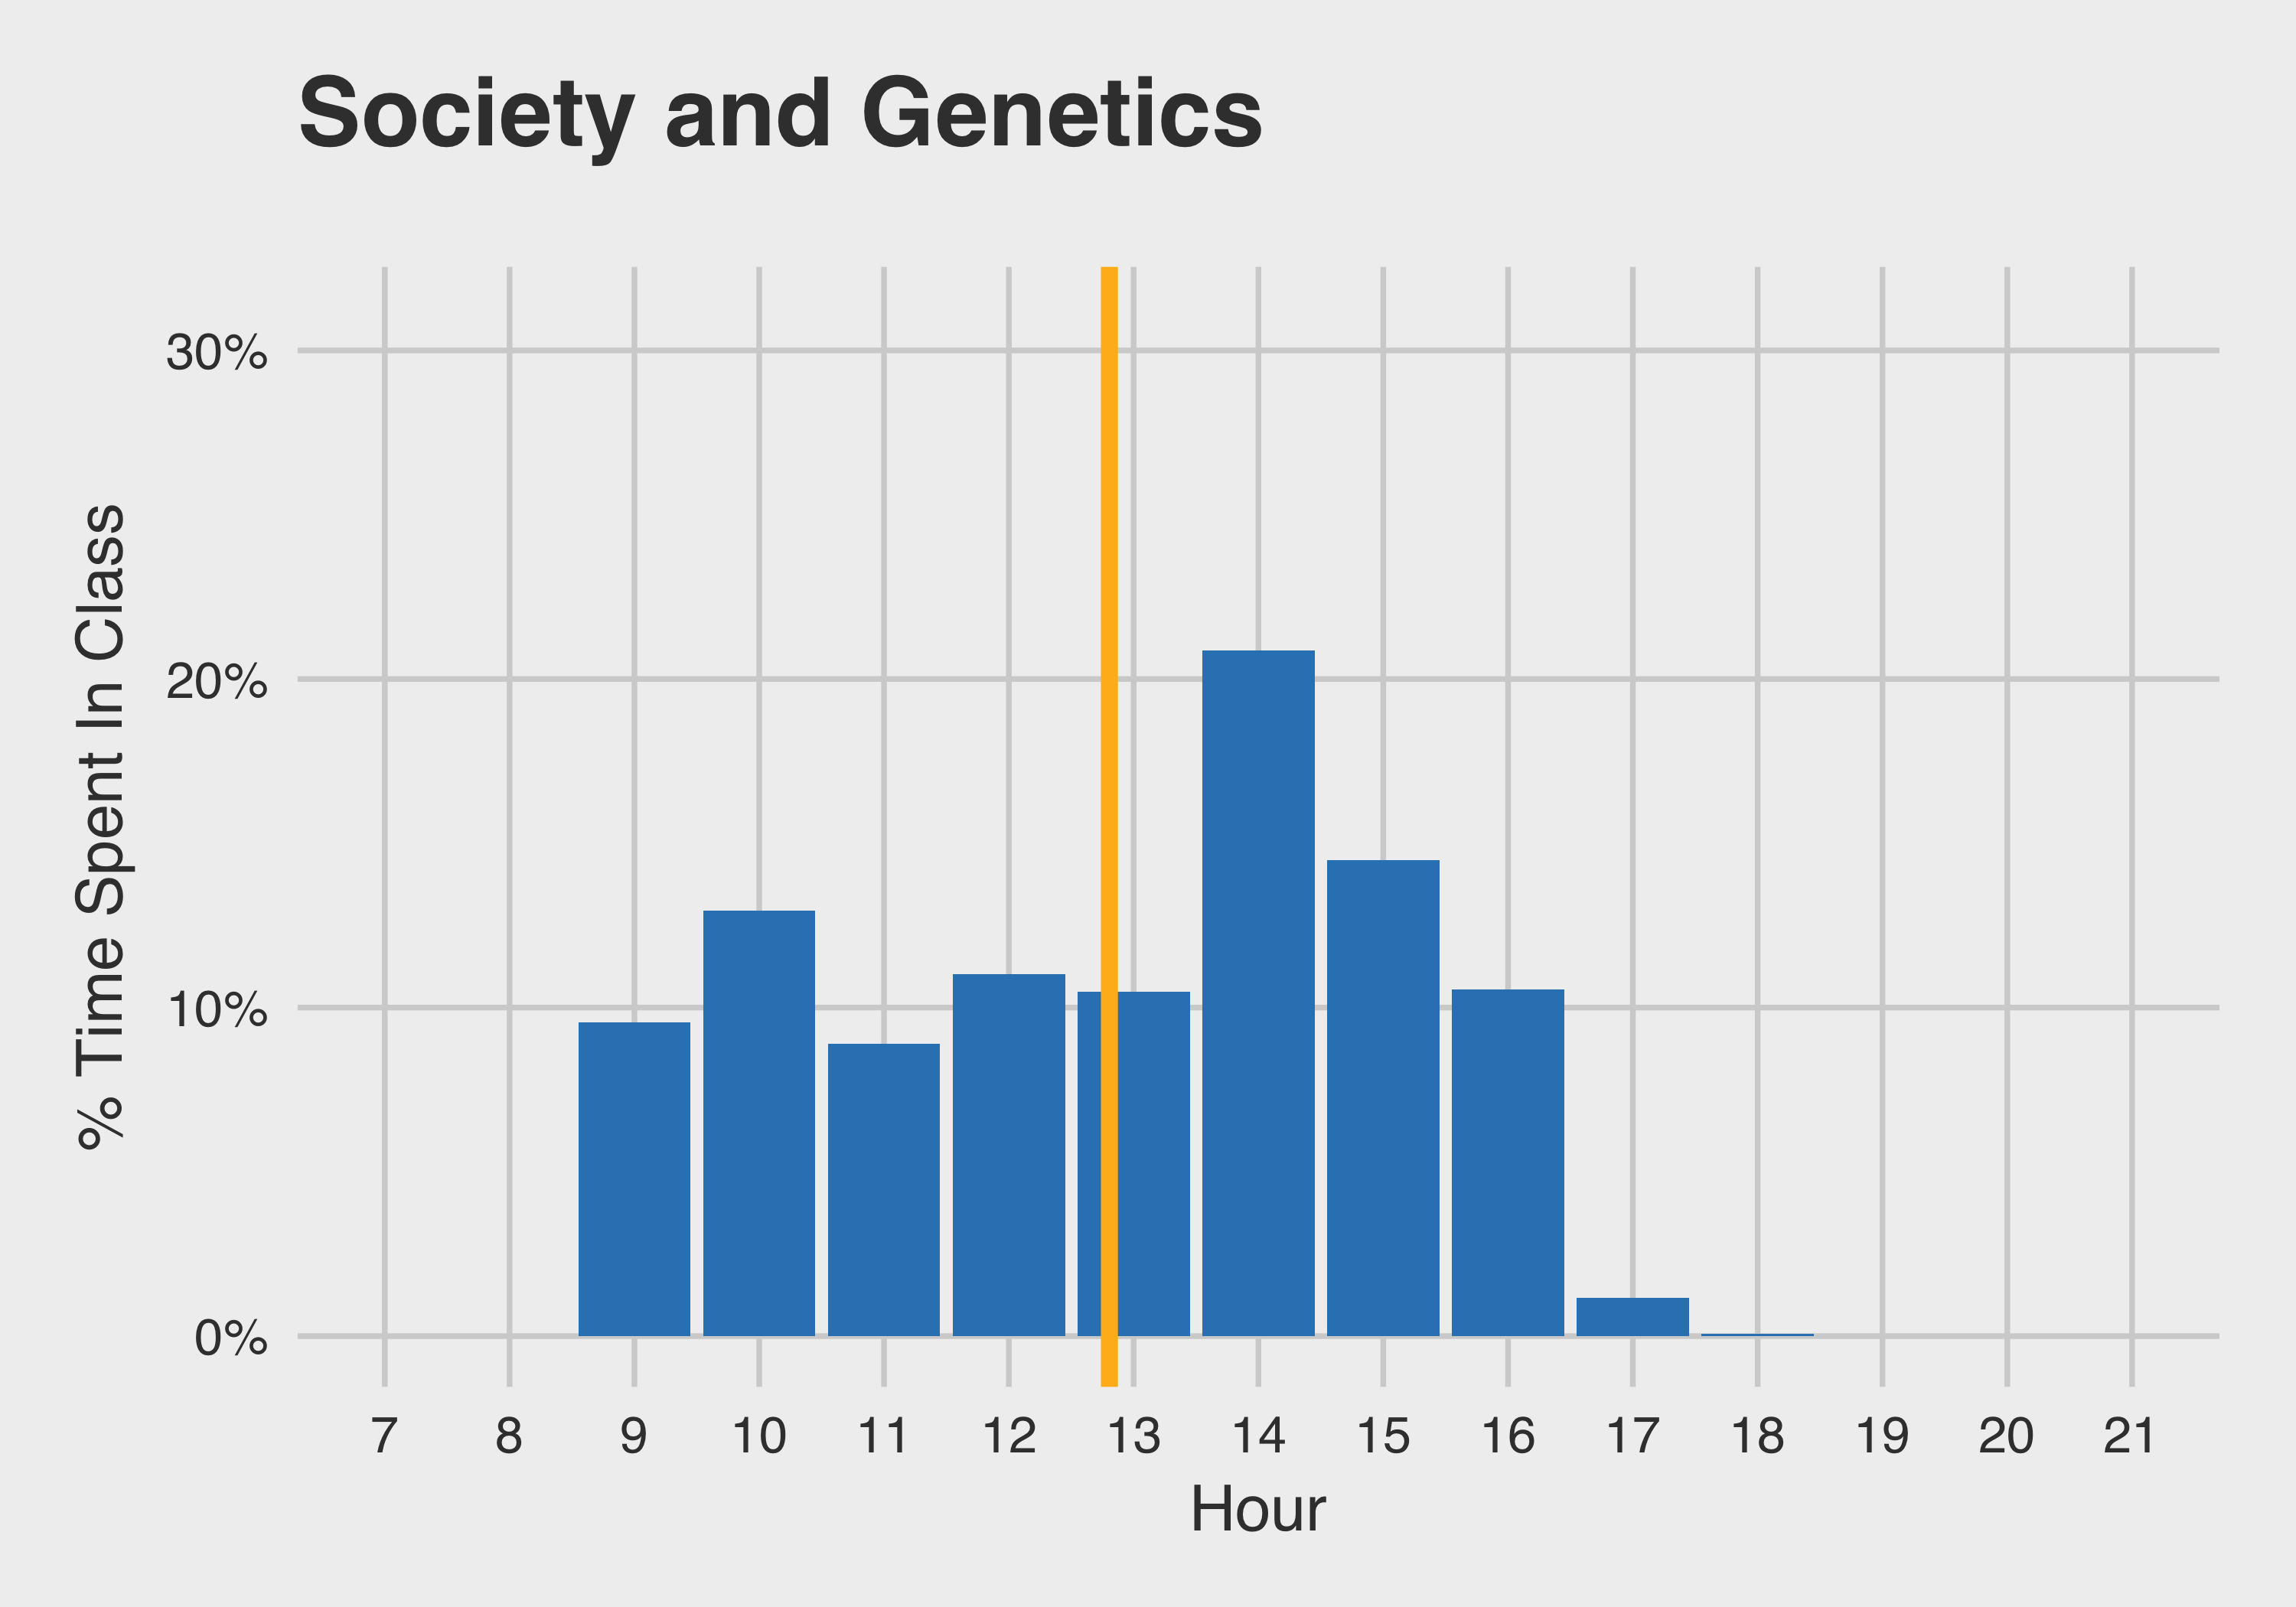 Society and Genetics
% Time Spent In Class
30%
20%
10%
0%
7 8 9 10 11 12 13 14 15 16 17 18 19 20 21
Hour